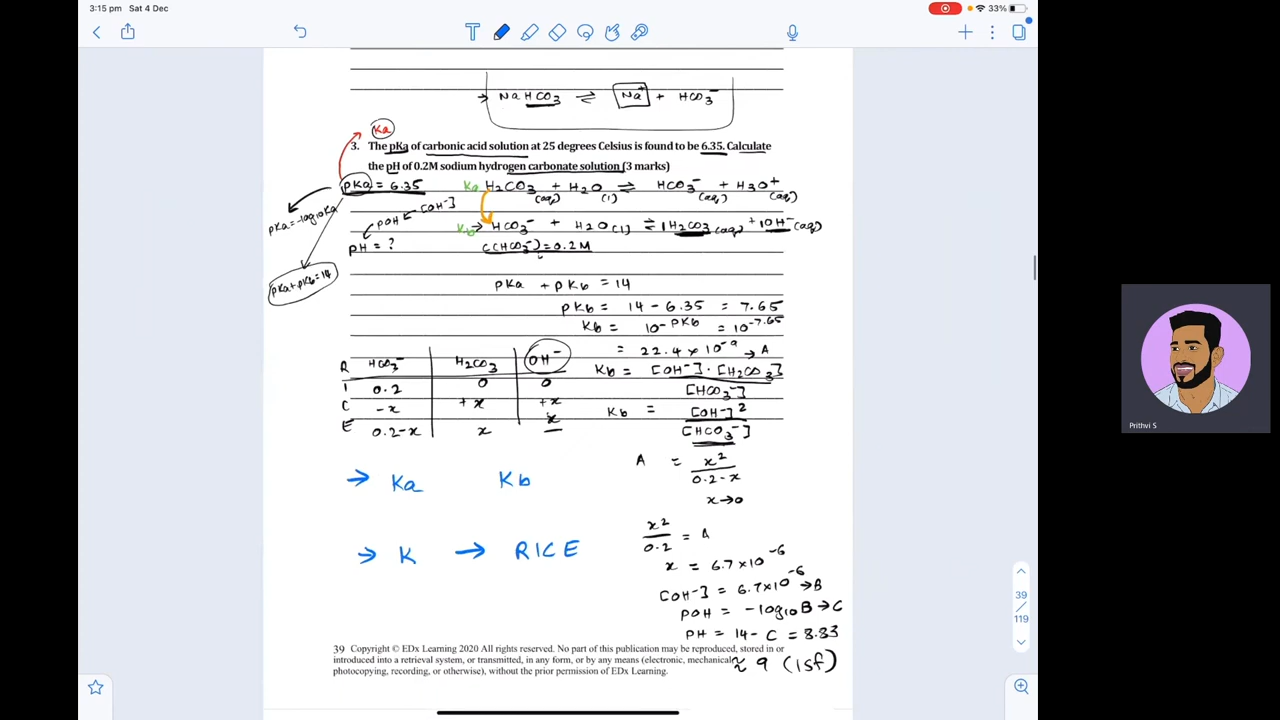 3:15 pm Sat 4 Dec
33%
→ NaHCO3 ⇌ Na+ + HCO3-
Ka
3. The pKa of carbonic acid solution at 25 degrees Celsius is found to be 6.35. Calculate
the pH of 0.2M sodium hydrogen carbonate solution (3 marks)
pKa = 6.35
Ka H2CO3 (aq) + H2O (l) ⇌ HCO3- (aq) + H3O+ (aq)
pKa = -log10Ka
pOH ← [OH-]
Kb → HCO3- + H2O(l) ⇌ 1H2CO3 (aq) + 1OH- (aq)
pH = ?
C(HCO3-) = 0.2M
pKa + pKb = 14
pKa + pKb = 14
pKb = 14 - 6.35 = 7.65
Kb = 10-pKb = 10-7.65
= 22.4 × 10-9 → A
R HCO3- H2CO3 OH-
I 0.2 0 0
C -x +x +x
E 0.2-x x x
Kb = [OH-] · [H2CO3]
[HCO3-]
Kb = [OH-]2
[HCO3-]
A = x2
0.2-x
x → 0
→ Ka Kb
→ K → RICE
x2
0.2 = A
x = 6.7×10-6
[OH-] = 6.7×10-6 → B
pOH = -log10B → C
pH = 14 - C = 8.83
≈ 9 (1sf)
39 Copyright © EDx Learning 2020 All rights reserved. No part of this publication may be reproduced, stored in or
introduced into a retrieval system, or transmitted, in any form, or by any means (electronic, mechanical
photocopying, recording, or otherwise), without the prior permission of EDx Learning.
39
/
119
Prithvi S